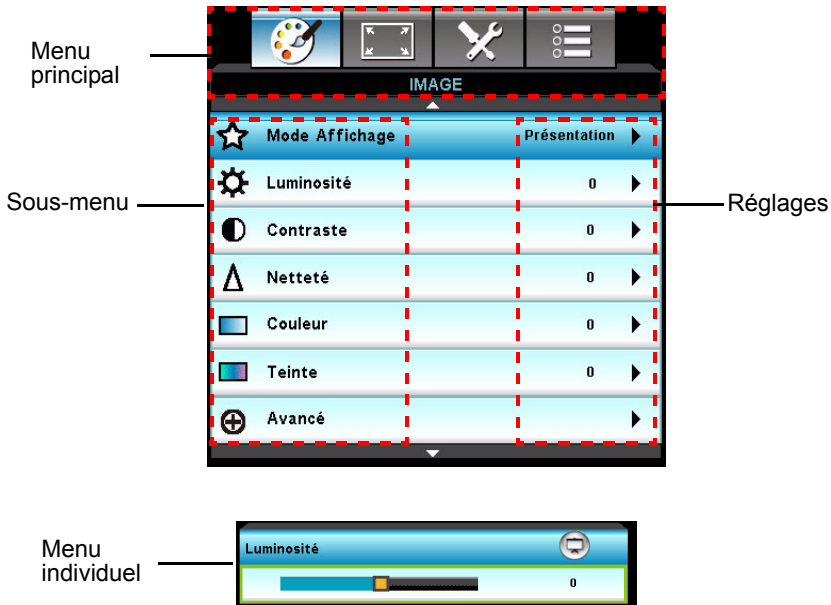 Menu
principal
IMAGE
Mode Affichage Présentation
Sous-menu
Luminosité 0
Réglages
Contraste 0
Netteté 0
Couleur 0
Teinte 0
Avancé
Menu
individuel
Luminosité
0